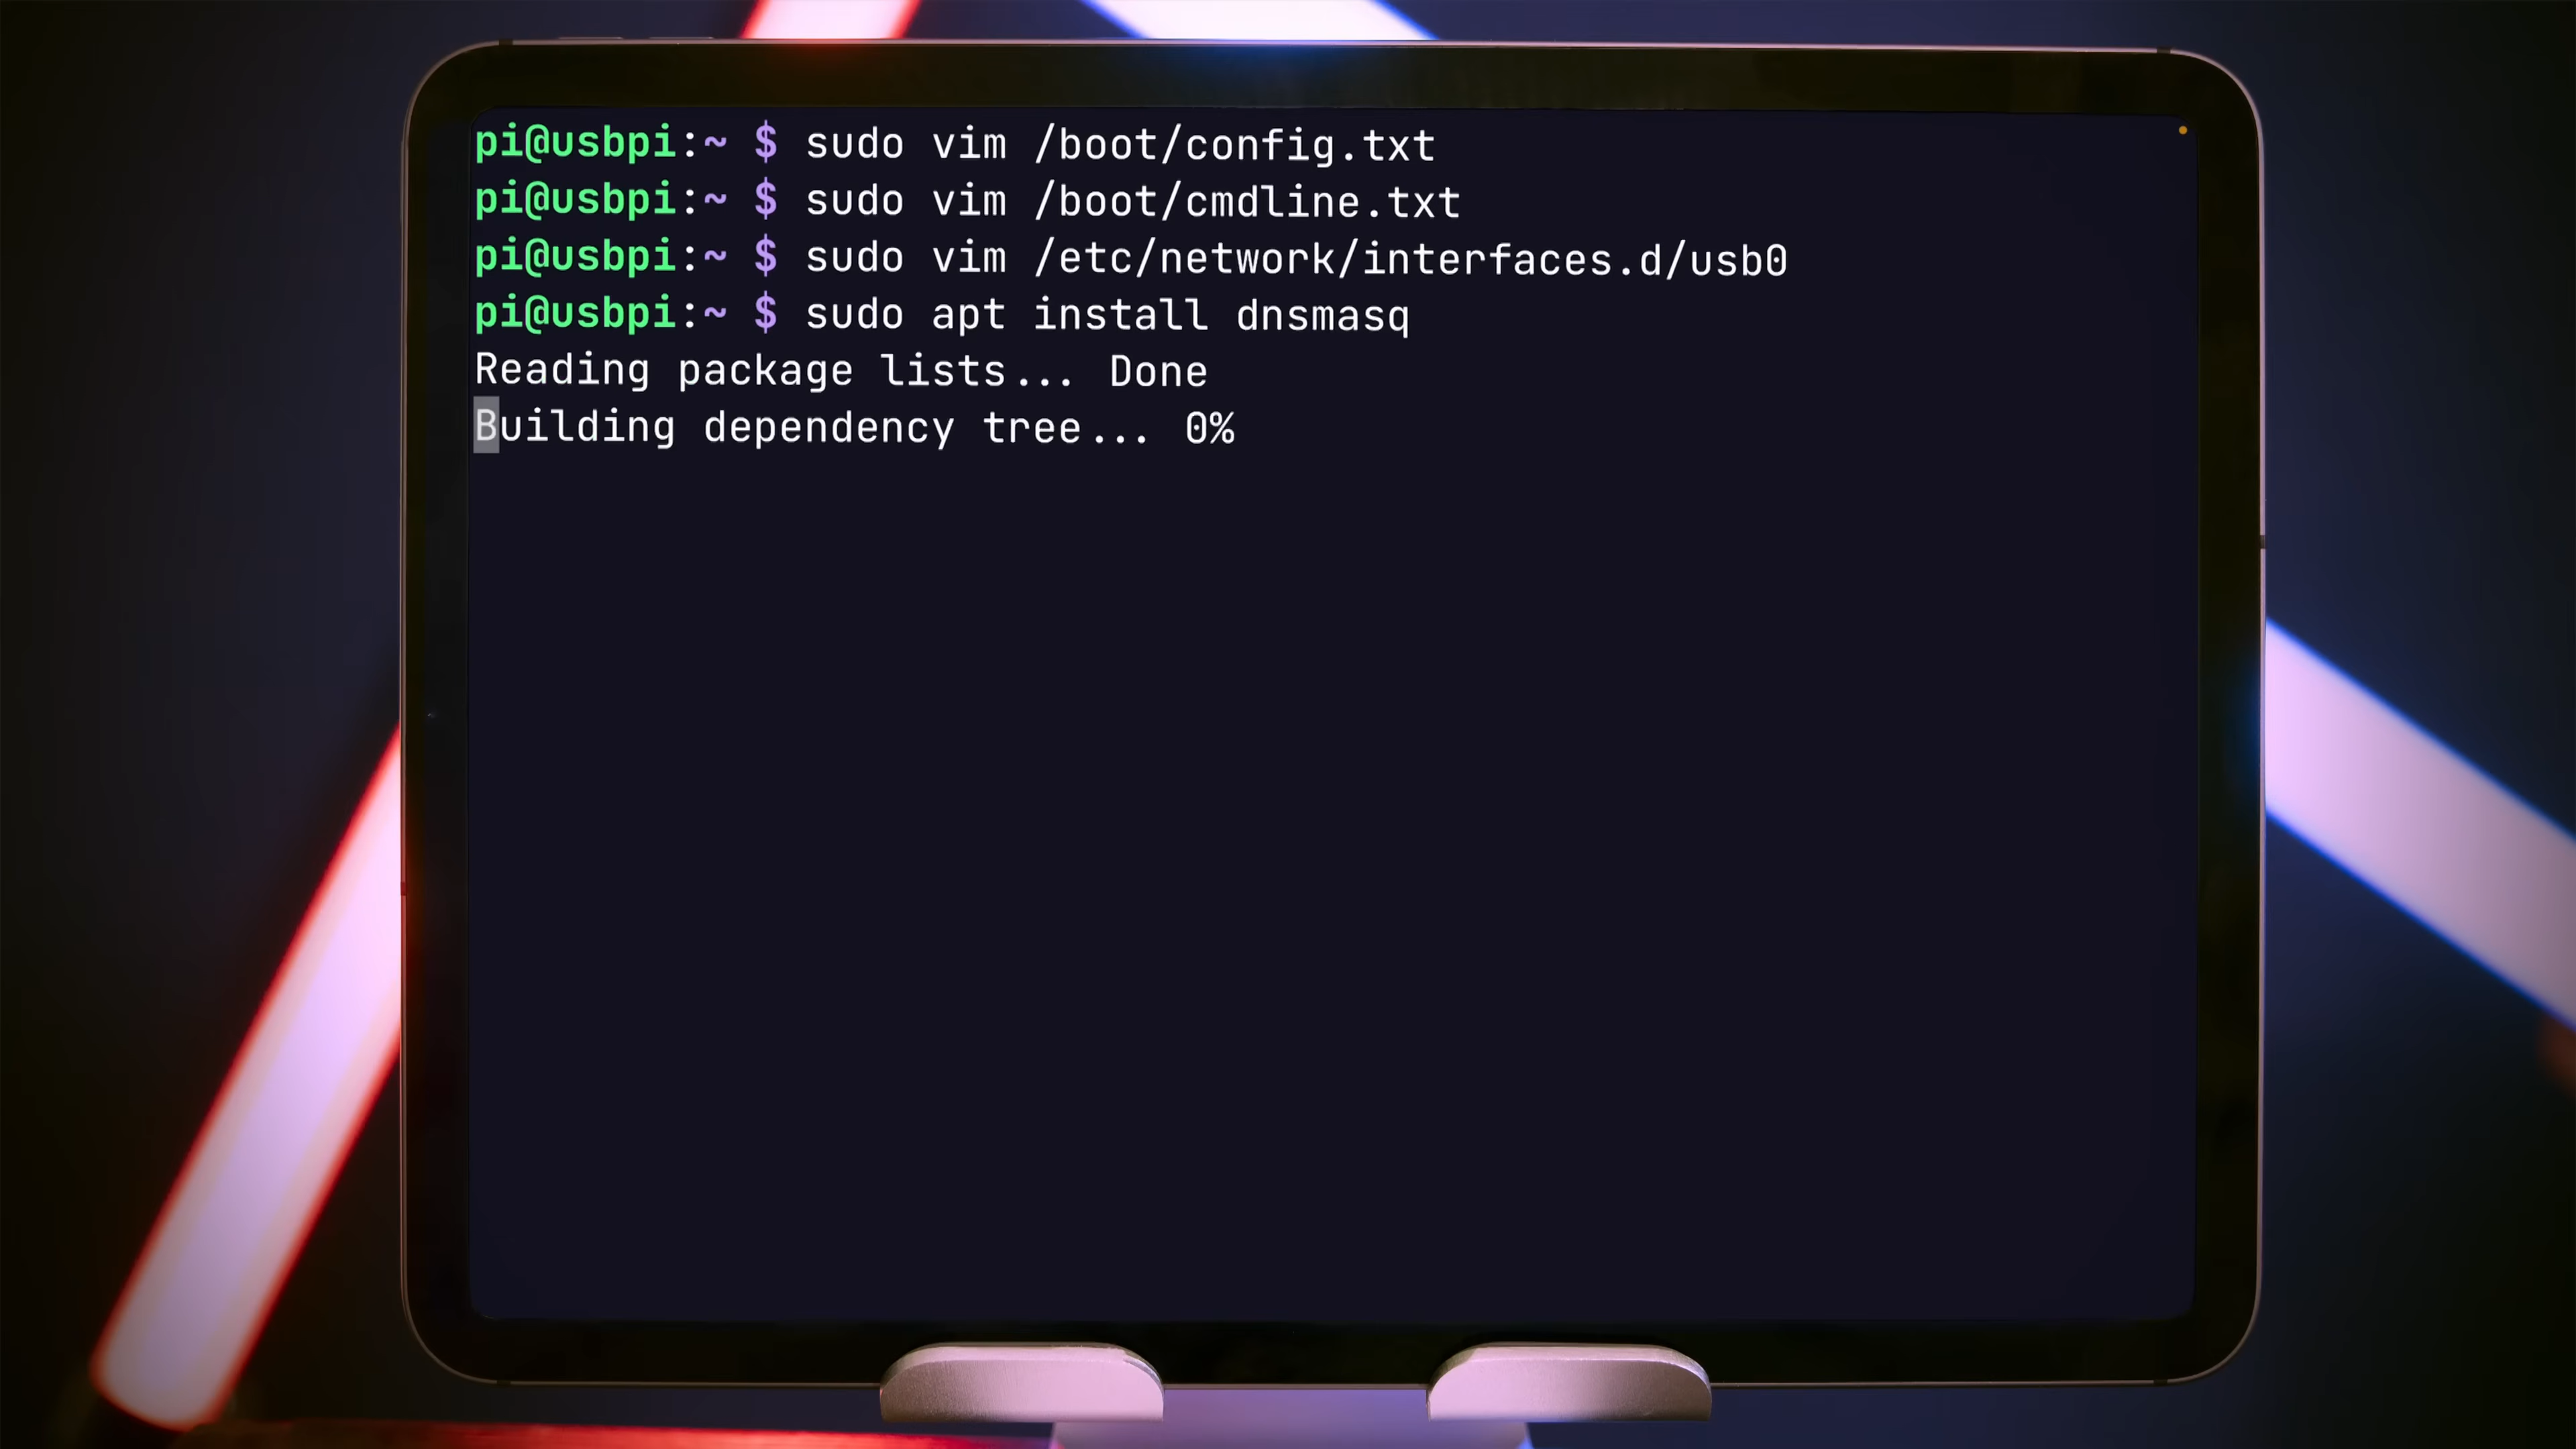 pi@usbpi:~ $ sudo vim /boot/config.txt
pi@usbpi:~ $ sudo vim /boot/cmdline.txt
pi@usbpi:~ $ sudo vim /etc/network/interfaces.d/usb0
pi@usbpi:~ $ sudo apt install dnsmasq
Reading package lists... Done
Building dependency tree... 0%